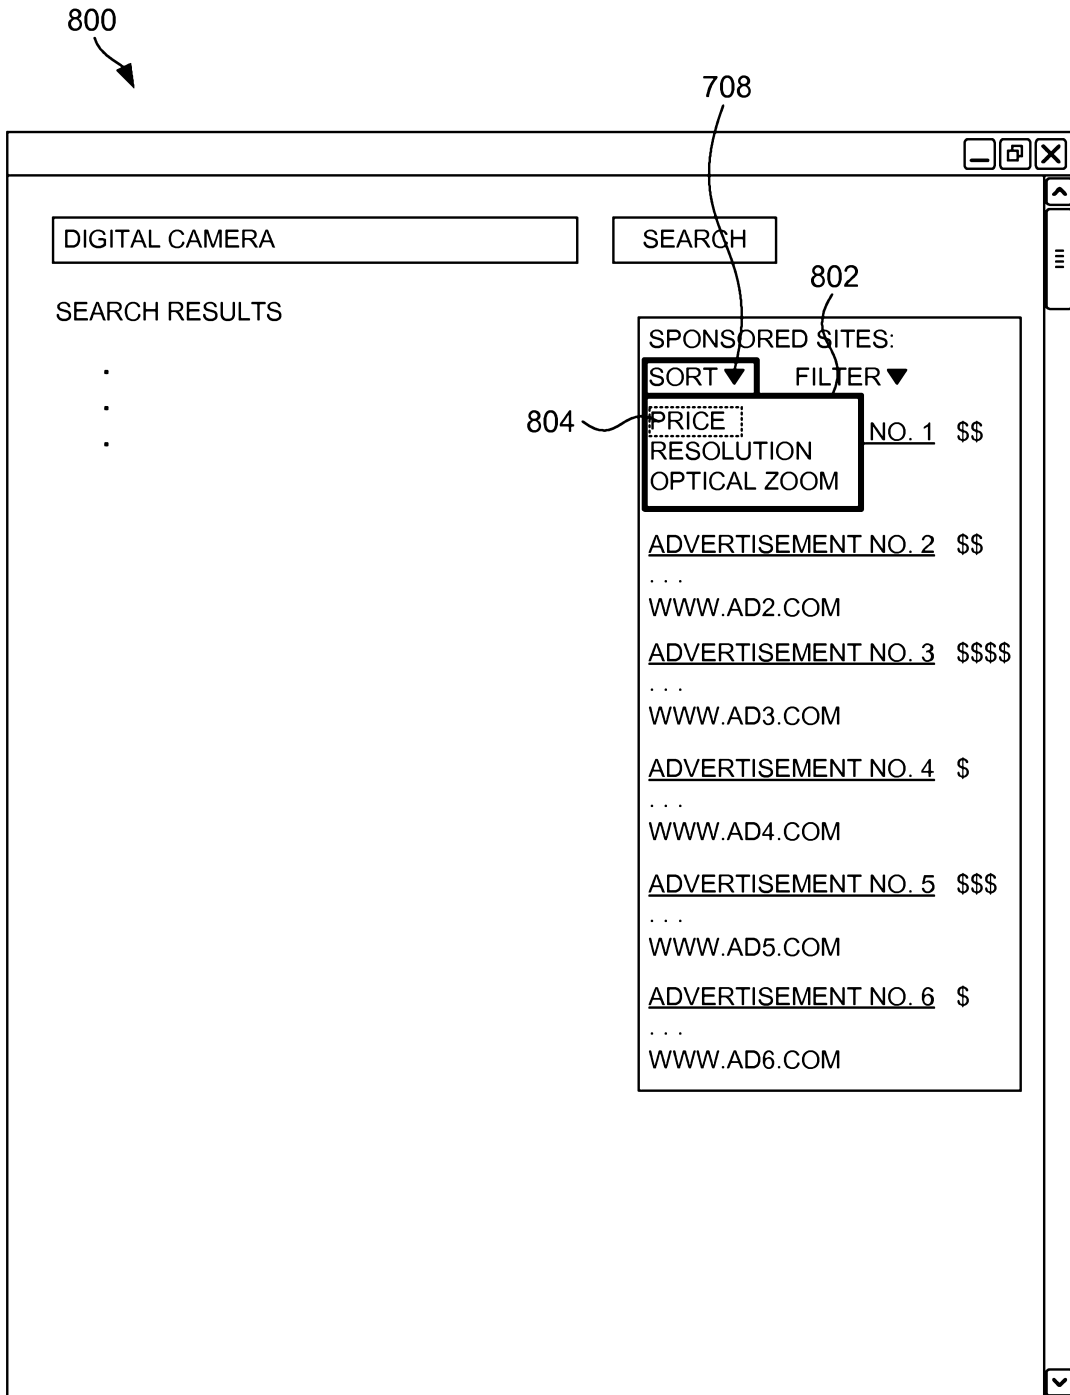 800
708
DIGITAL CAMERA
SEARCH
802
SEARCH RESULTS
SPONSORED SITES:
SORT ▼ FILTER ▼
804
PRICE
NO. 1 $$
RESOLUTION
OPTICAL ZOOM
ADVERTISEMENT NO. 2 $$
. . .
WWW.AD2.COM
ADVERTISEMENT NO. 3 $$$$
. . .
WWW.AD3.COM
ADVERTISEMENT NO. 4 $
. . .
WWW.AD4.COM
ADVERTISEMENT NO. 5 $$$
. . .
WWW.AD5.COM
ADVERTISEMENT NO. 6 $
. . .
WWW.AD6.COM